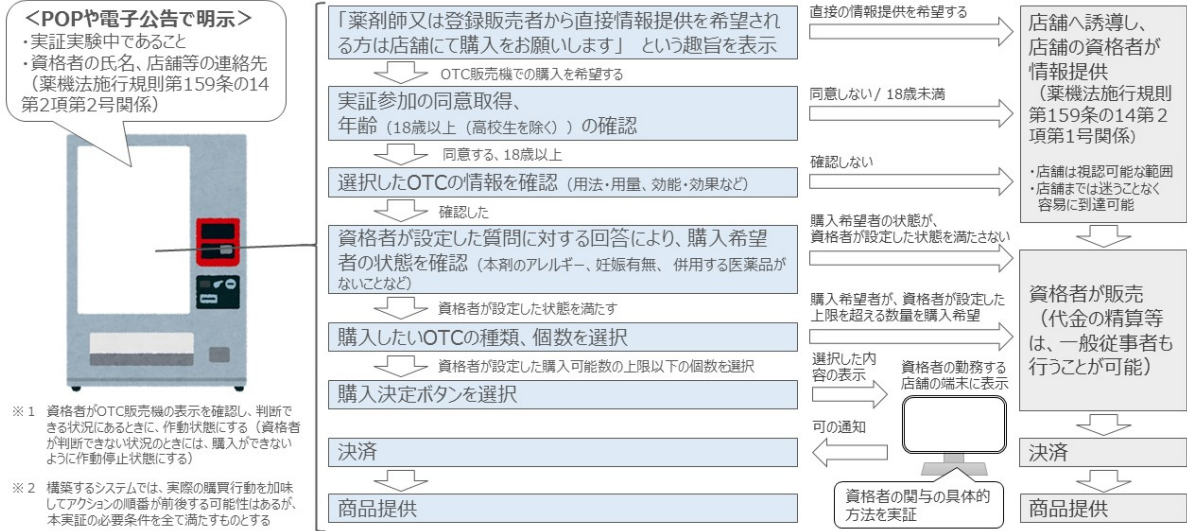 <POPや電子公告で明示>
・実証実験中であること
・資格者の氏名、店舗等の連絡先
（薬機法施行規則第159条の14
第2項第2号関係）
※１ 資格者がOTC販売機の表示を確認し、判断で
きる状況にあるときに、作動状態にする（資格者
が判断できない状況のときには、購入ができない
ように作動停止状態にする）
※２ 構築するシステムでは、実際の購買行動を加味
してアクションの順番が前後する可能性はあるが、
本実証の必要条件を全て満たすものとする
「薬剤師又は登録販売者から直接情報提供を希望され
る方は店舗にて購入をお願いします」 という趣旨を表示
OTC販売機での購入を希望する
実証参加の同意取得、
年齢（18歳以上（高校生を除く））の確認
同意する、18歳以上
選択したOTCの情報を確認（用法・用量、効能・効果など）
確認した
資格者が設定した質問に対する回答により、購入希望
者の状態を確認（本剤のアレルギー、妊娠有無、併用する医薬品が
ないことなど）
資格者が設定した状態を満たす
購入したいOTCの種類、個数を選択
資格者が設定した購入可能数の上限以下の個数を選択
購入決定ボタンを選択
決済
商品提供
直接の情報提供を希望する
同意しない/ 18歳未満
確認しない
購入希望者の状態が、
資格者が設定した状態を満たさない
購入希望者が、資格者が設定した
上限を超える数量を購入希望
選択した内
容の表示
資格者の勤務する
店舗の端末に表示
可の通知
資格者の関与の具体的
方法を実証
店舗へ誘導し、
店舗の資格者が
情報提供
（薬機法施行規則
第159条の14第２
項第1号関係）
・店舗は視認可能な範囲
・店舗までは迷うことなく
容易に到達可能
資格者が販売
（代金の精算等
は、一般従事者も
行うことが可能）
決済
商品提供